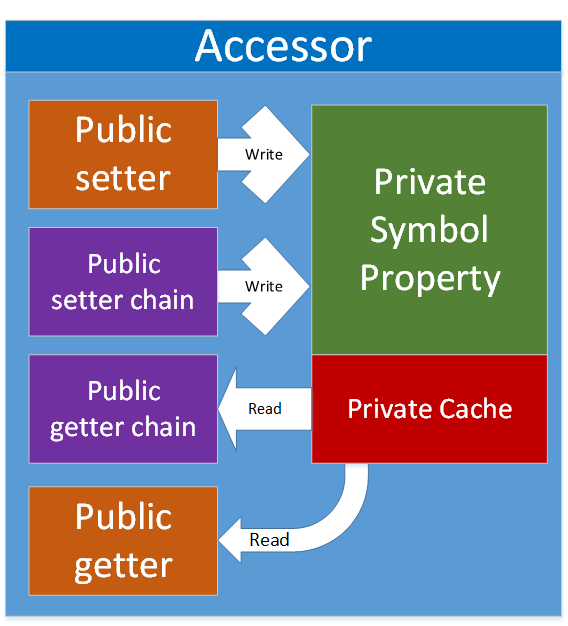 Accessor
Public
setter
Write
Private
Symbol
Property
Public
setter chain
Write
Public
getter chain
Read
Private Cache
Public
getter
Read